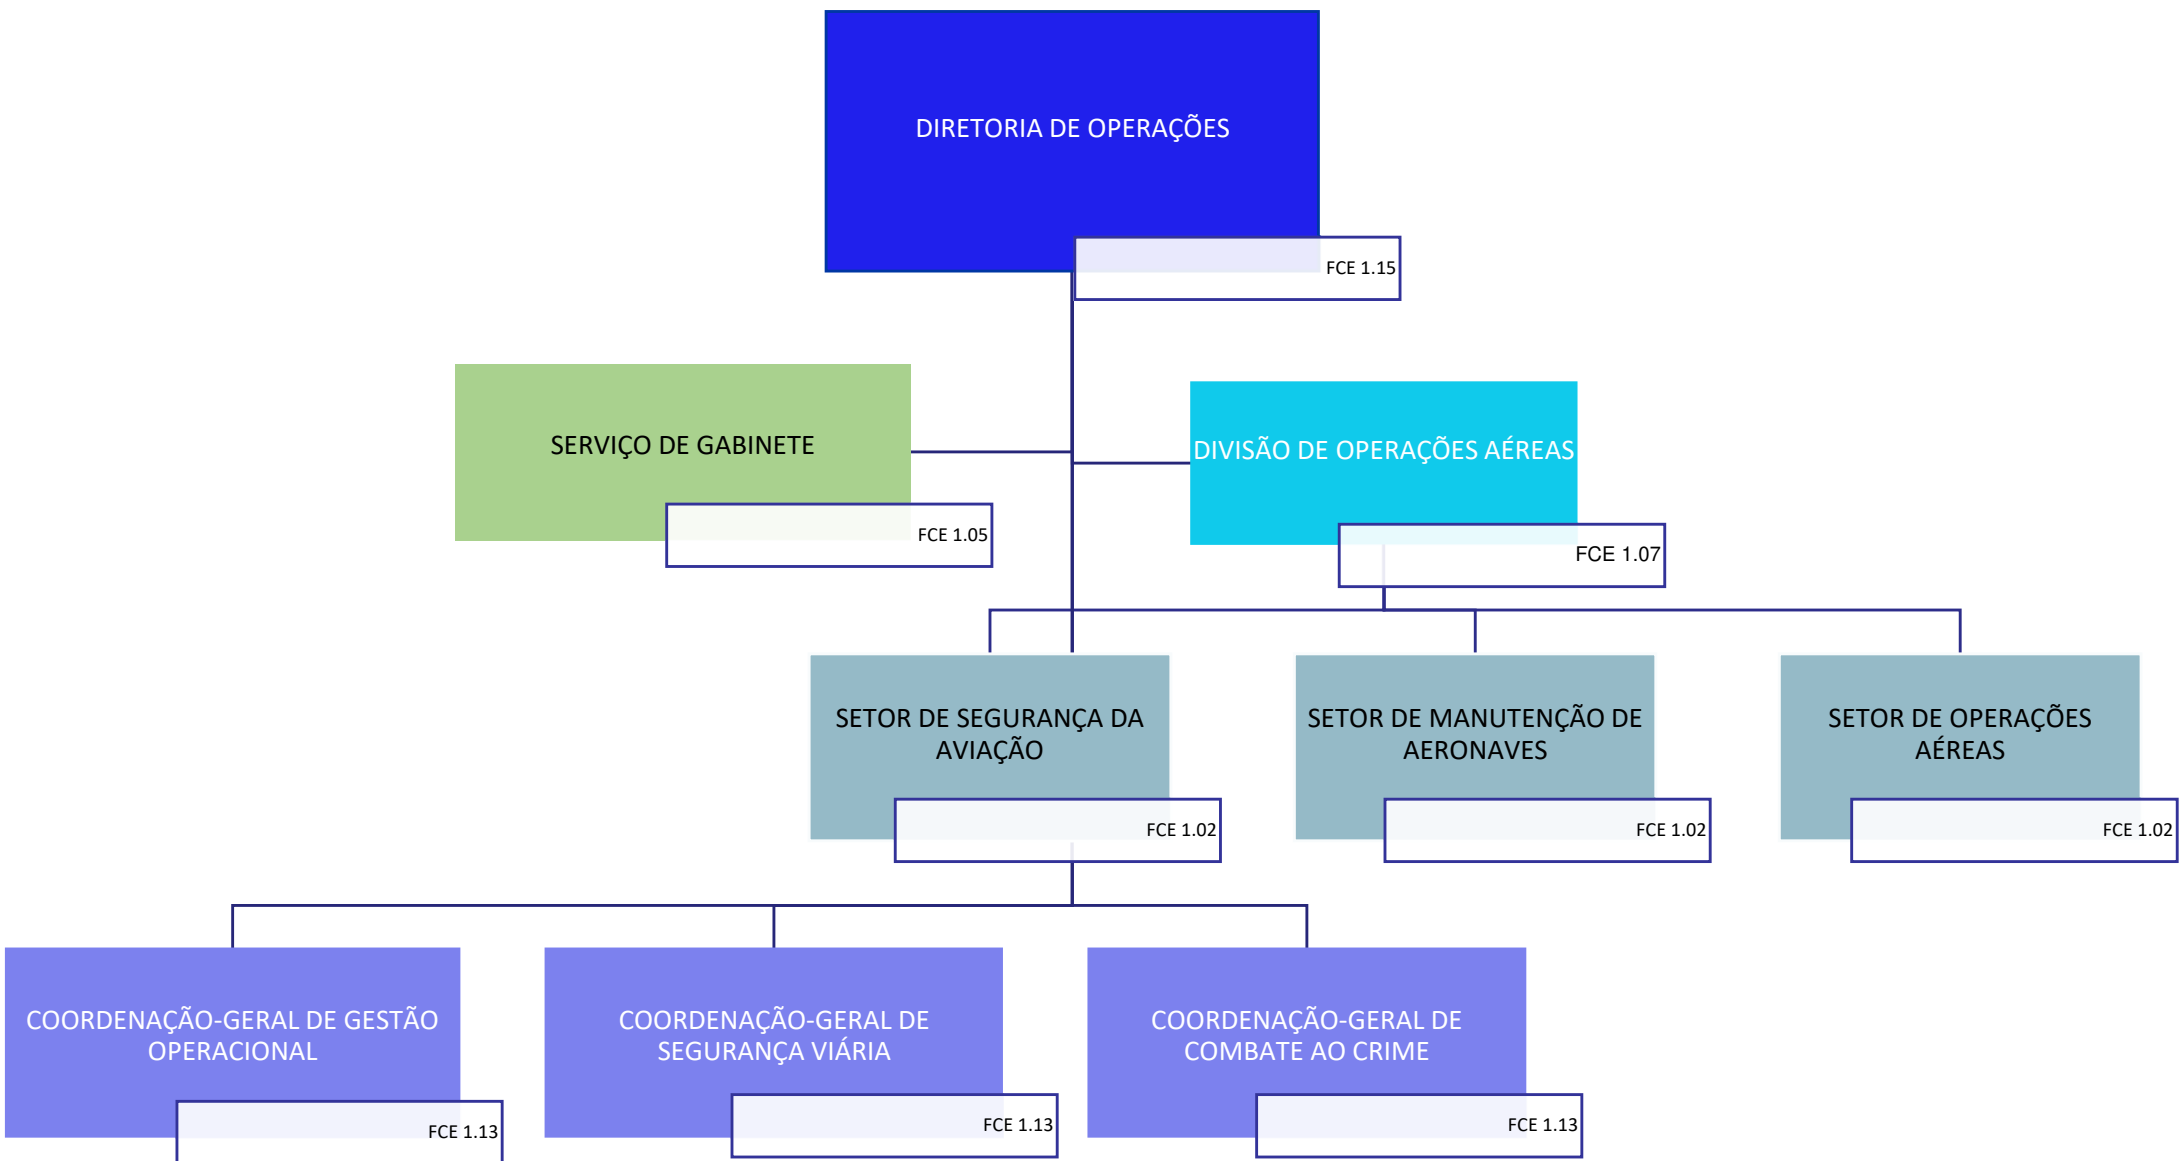 DIRETORIA DE OPERAÇÕES
FCE 1.15
SERVIÇO DE GABINETE
FCE 1.05
DIVISÃO DE OPERAÇÕES AÉREAS
FCE 1.07
SETOR DE SEGURANÇA DA
AVIAÇÃO
FCE 1.02
SETOR DE MANUTENÇÃO DE
AERONAVES
FCE 1.02
SETOR DE OPERAÇÕES
AÉREAS
FCE 1.02
COORDENAÇÃO-GERAL DE GESTÃO
OPERACIONAL
FCE 1.13
COORDENAÇÃO-GERAL DE
SEGURANÇA VIÁRIA
FCE 1.13
COORDENAÇÃO-GERAL DE
COMBATE AO CRIME
FCE 1.13